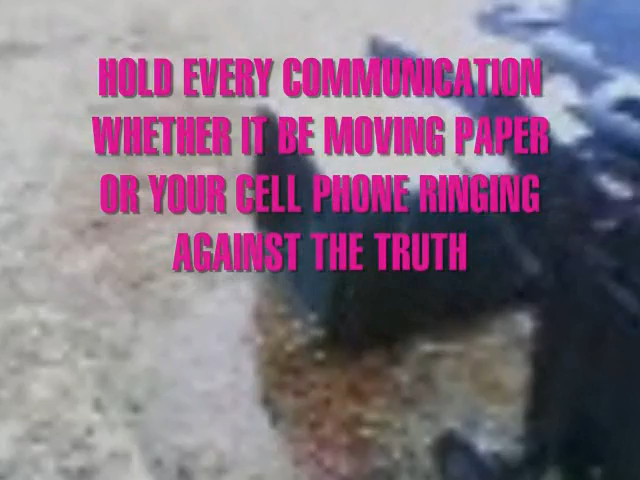 HOLD EVERY COMMUNICATION
WHETHER IT BE MOVING PAPER
OR YOUR CELL PHONE RINGING
AGAINST THE TRUTH